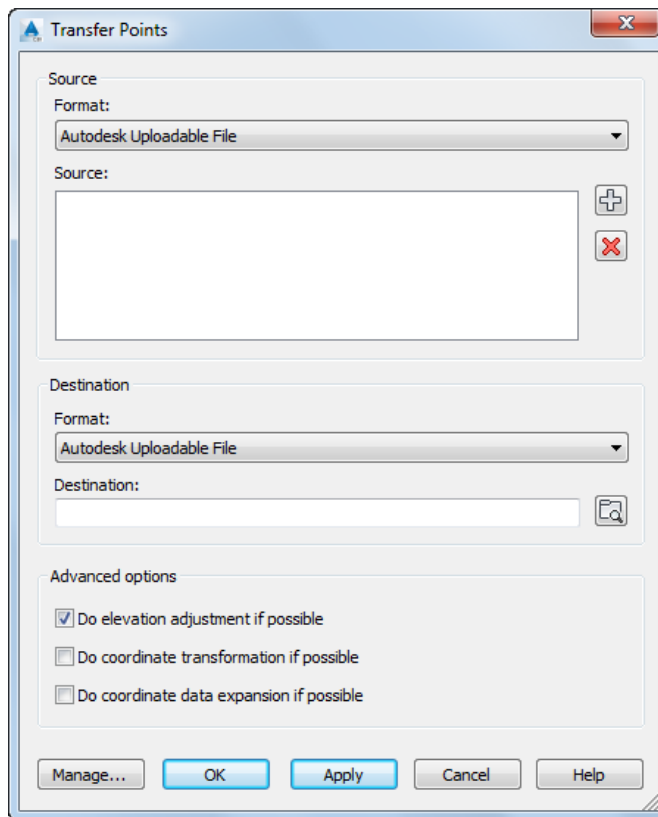 Transfer Points
Source
Format:
Autodesk Uploadable File
Source:
Destination
Format:
Autodesk Uploadable File
Destination:
Advanced options
Do elevation adjustment if possible
Do coordinate transformation if possible
Do coordinate data expansion if possible
Manage... OK Apply Cancel Help